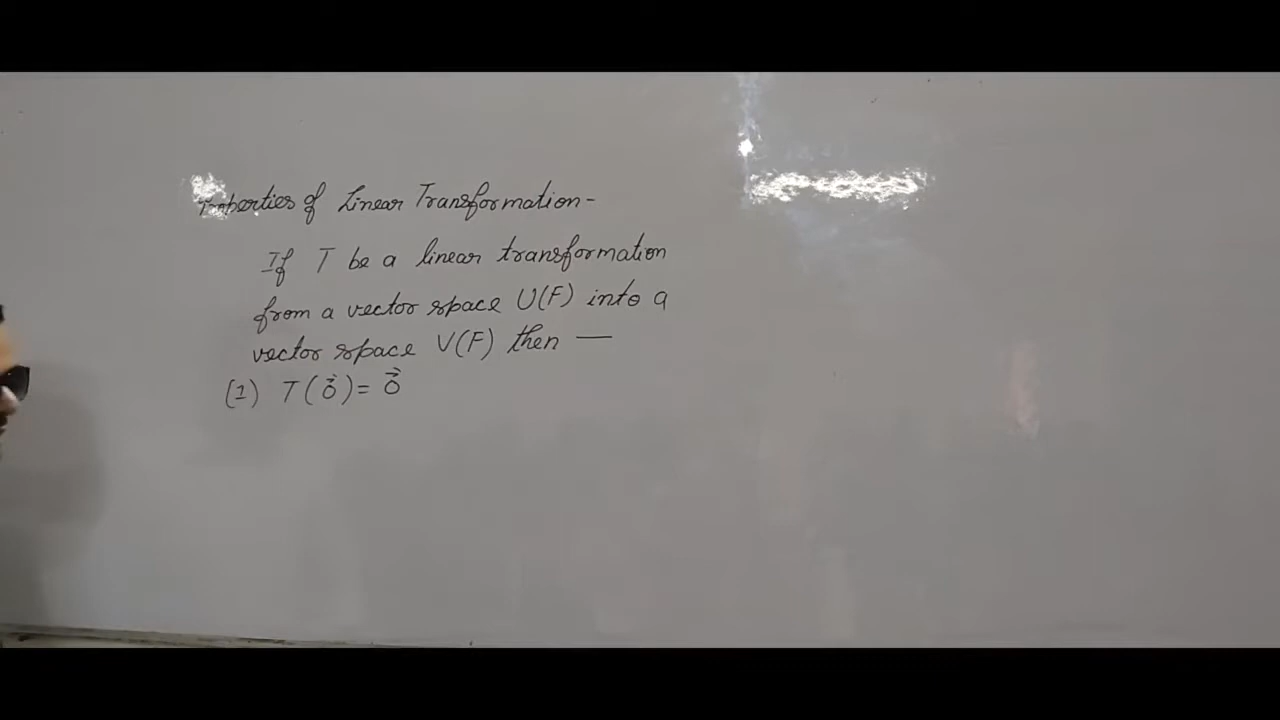 Properties of Linear Transformation-
If T be a linear transformation
from a vector space U(F) into a
vector space V(F) then —
(1) T(0⃗) = 0⃗